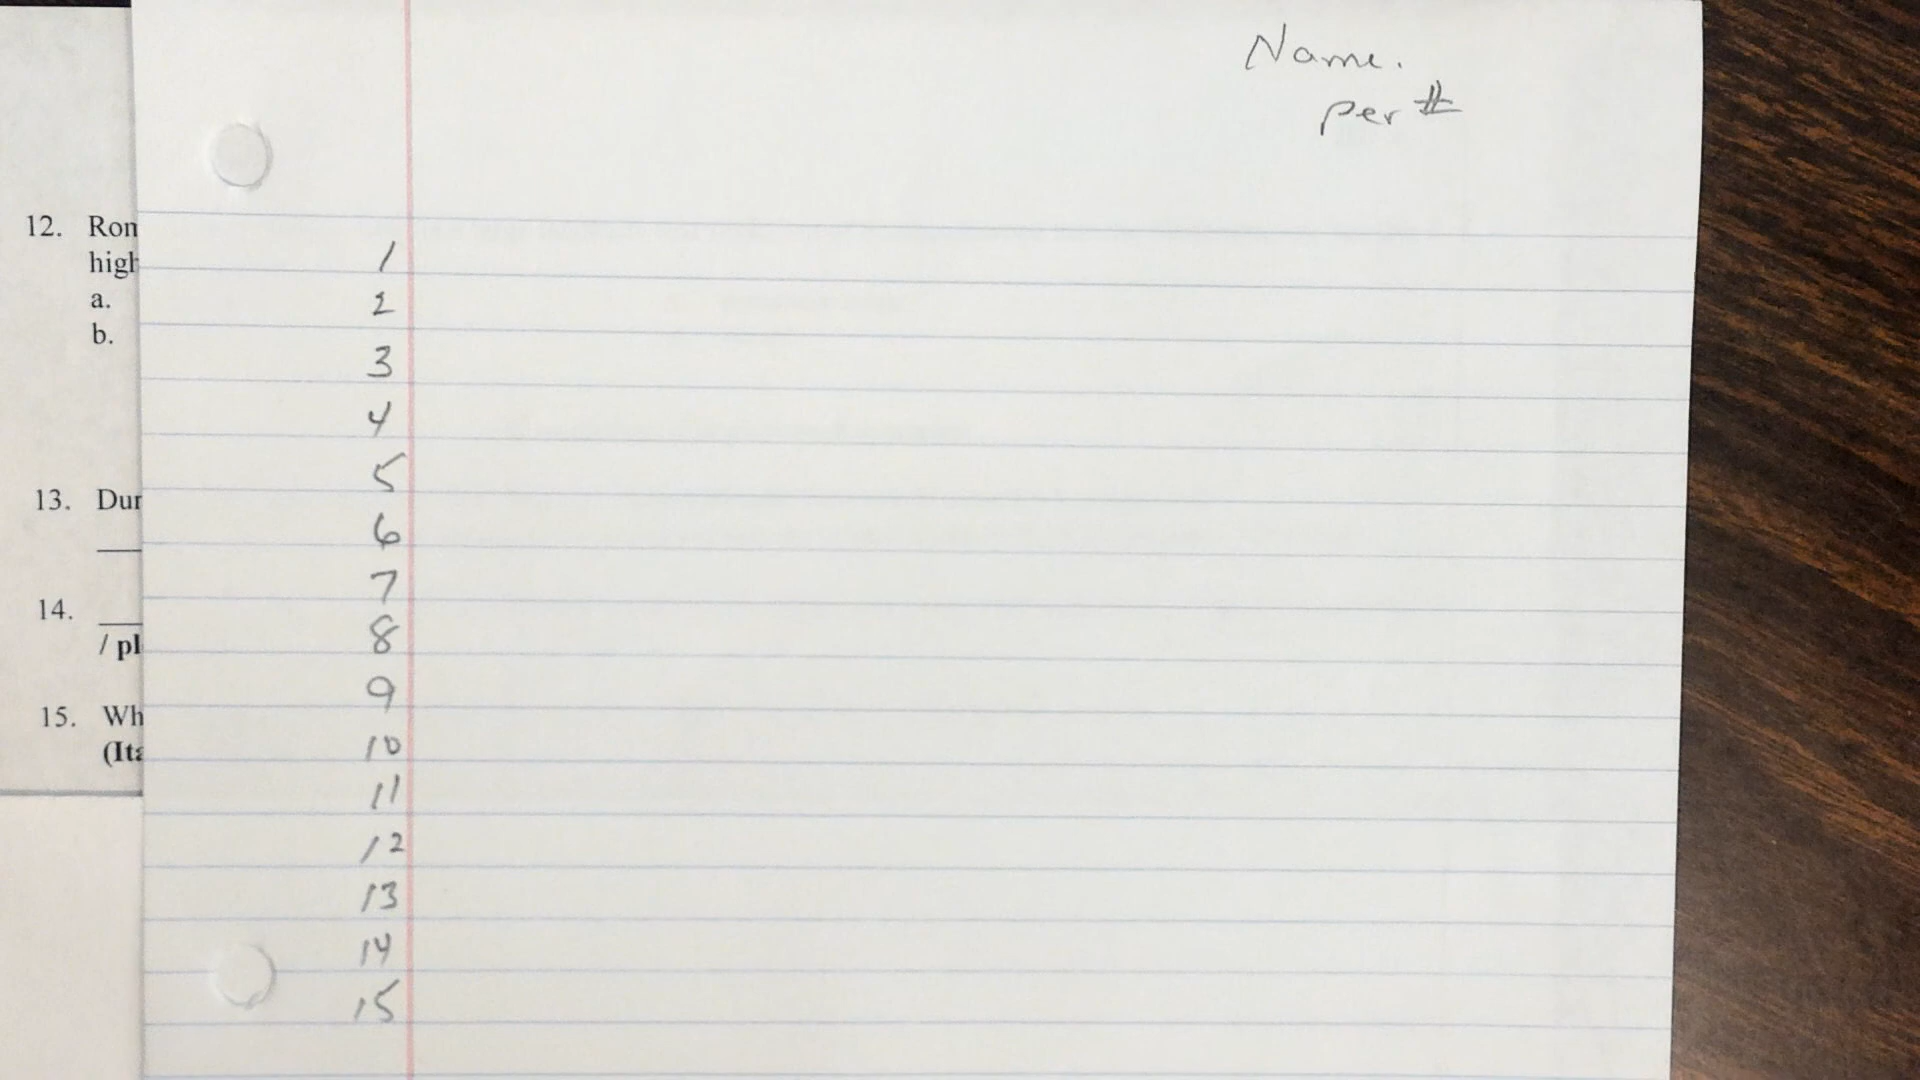 Name.
per #
12. Ron
high
a.
b.
13. Dur
14.
/ pl
15. Wh
(Ita
1
2
3
4
5
6
7
8
9
10
11
12
13
14
15